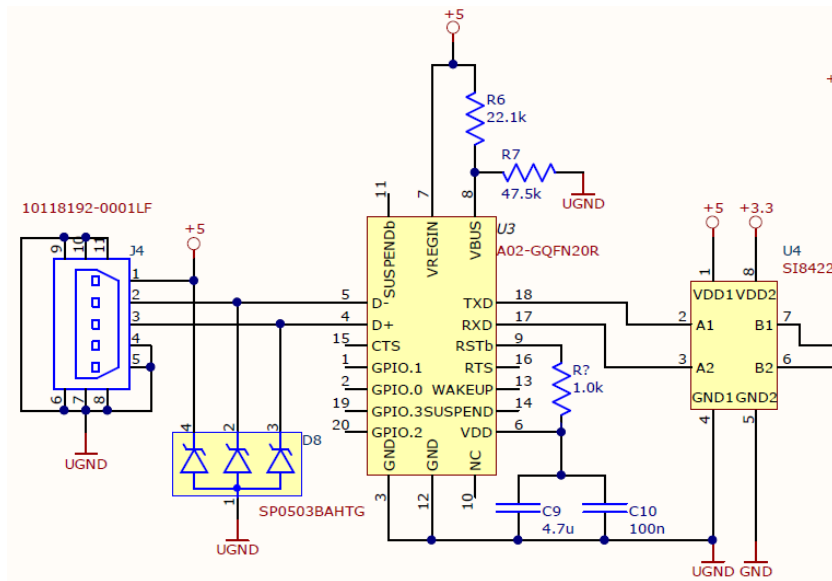 +5
R6
22.1k
R7
47.5k
UGND
11
7
8
10118192-0001LF
J4
+5
9
10
11
1
2
3
4
5
6
7
8
UGND
U3
A02-GQFN20R
SUSPENDb
VREGIN
VBUS
5
D-
4
D+
15
CTS
1
GPIO.1
2
GPIO.0
19
GPIO.3
20
GPIO.2
TXD
18
RXD
17
RSTb
9
RTS
16
WAKEUP
13
SUSPEND
14
VDD
6
GND
GND
NC
3
12
10
R?
1.0k
4
2
3
D8
1
SP0503BAHTG
UGND
C9
4.7u
C10
100n
+5
+3.3
U4
SI8422
1
8
VDD1
VDD2
2
A1
B1
7
3
A2
B2
6
GND1
GND2
4
5
UGND
GND